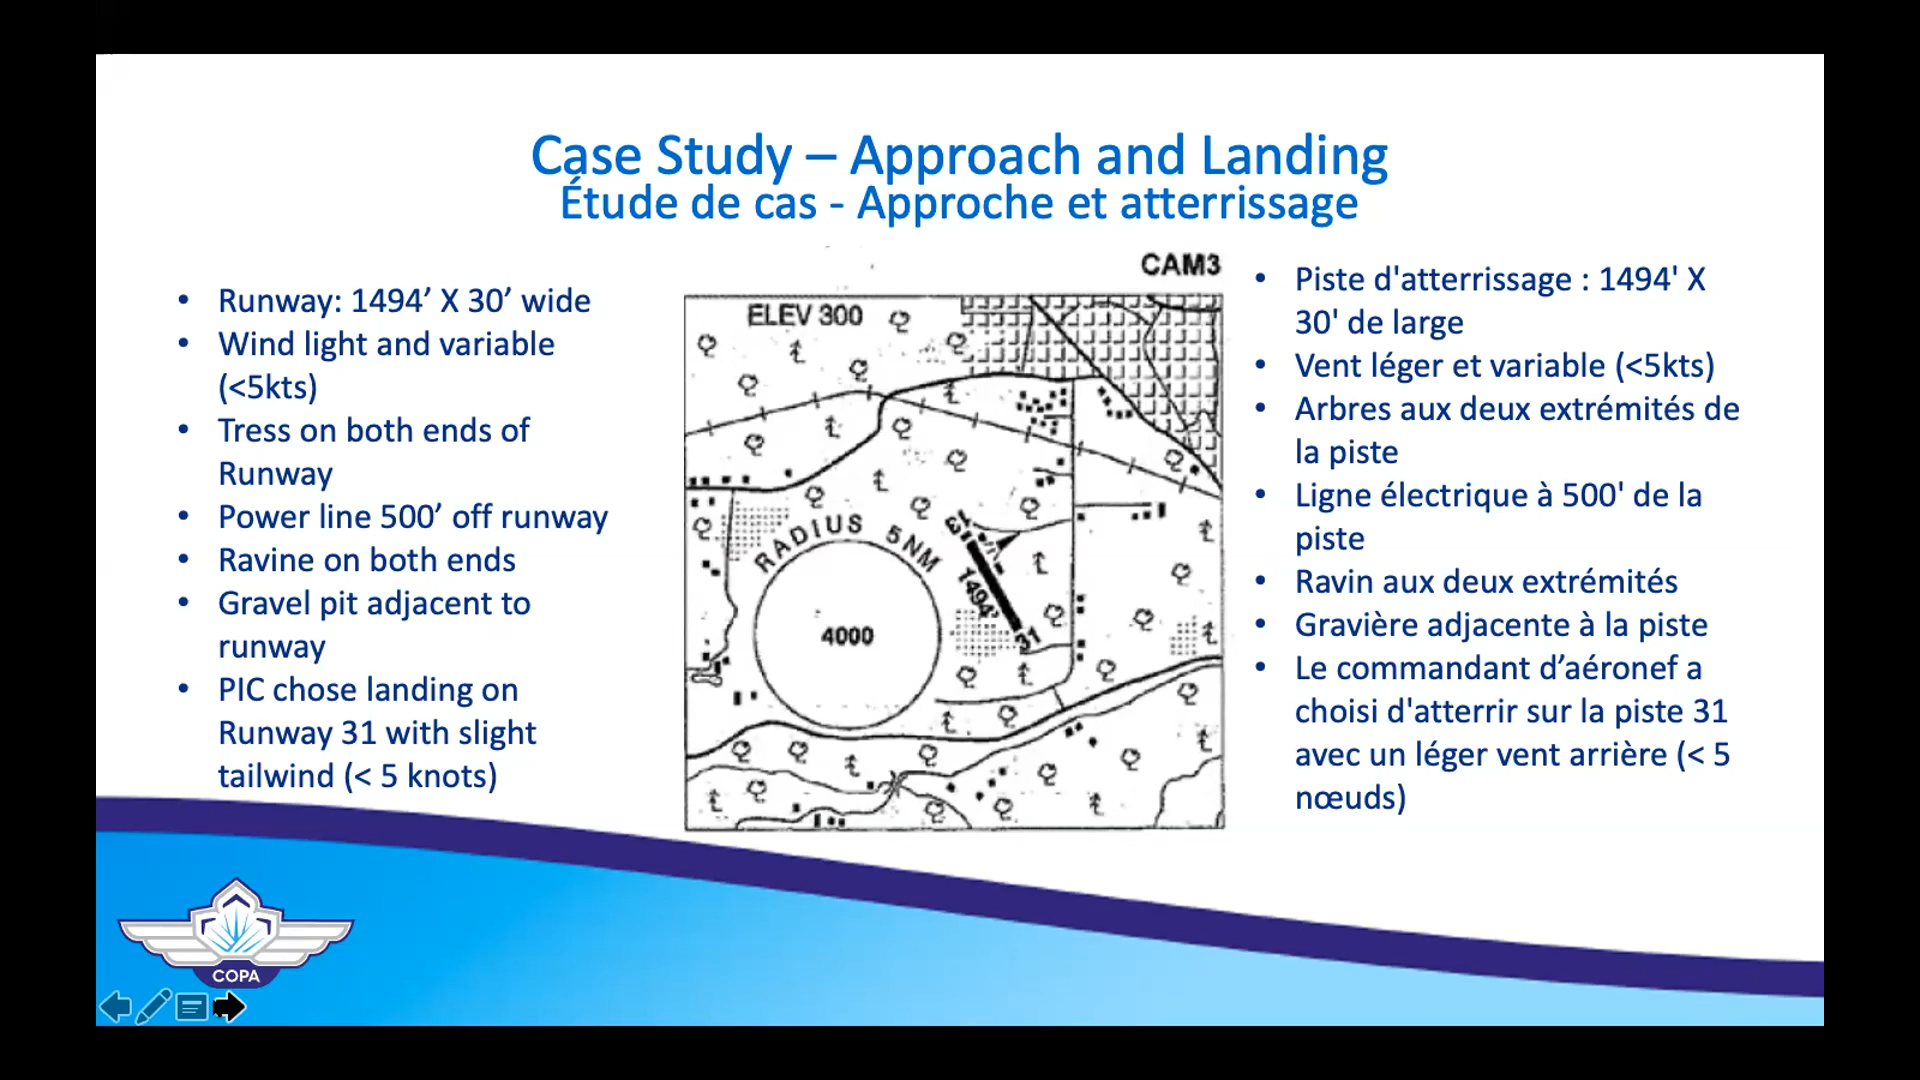 Case Study – Approach and Landing
Étude de cas - Approche et atterrissage
• Runway: 1494’ X 30’ wide
• Wind light and variable
(<5kts)
• Tress on both ends of
Runway
• Power line 500’ off runway
• Ravine on both ends
• Gravel pit adjacent to
runway
• PIC chose landing on
Runway 31 with slight
tailwind (< 5 knots)
CAM3
ELEV 300
RADIUS 5NM
4000
13
1494'
31
• Piste d'atterrissage : 1494' X
30' de large
• Vent léger et variable (<5kts)
• Arbres aux deux extrémités de
la piste
• Ligne électrique à 500' de la
piste
• Ravin aux deux extrémités
• Gravière adjacente à la piste
• Le commandant d’aéronef a
choisi d'atterrir sur la piste 31
avec un léger vent arrière (< 5
nœuds)
COPA